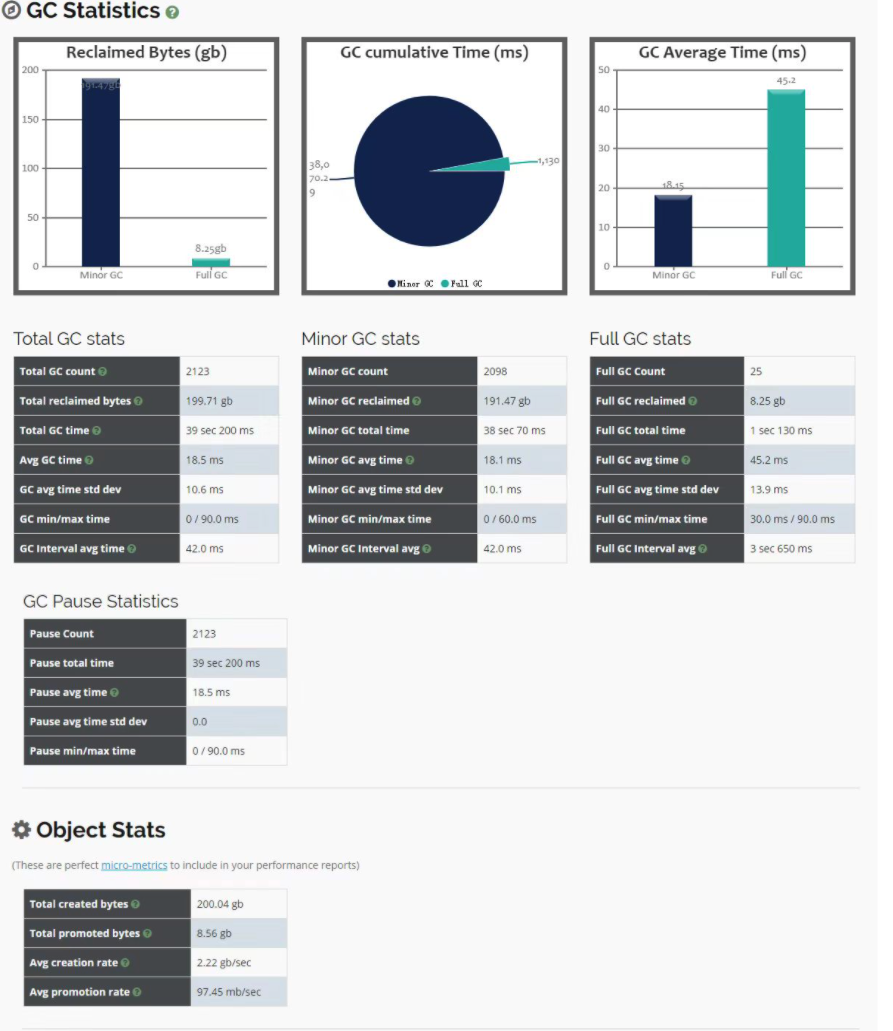 GC Statistics
Reclaimed Bytes (gb)
200
150
100
50
0
191.47gb
8.25gb
Minor GC Full GC
GC cumulative Time (ms)
38,0
70.2
9
1,130
Minor GC Full GC
GC Average Time (ms)
50
40
30
20
10
0
18.15
45.2
Minor GC Full GC
Total GC stats
Total GC count 2123
Total reclaimed bytes 199.71 gb
Total GC time 39 sec 200 ms
Avg GC time 18.5 ms
GC avg time std dev 10.6 ms
GC min/max time 0 / 90.0 ms
GC Interval avg time 42.0 ms
Minor GC stats
Minor GC count 2098
Minor GC reclaimed 191.47 gb
Minor GC total time 38 sec 70 ms
Minor GC avg time 18.1 ms
Minor GC avg time std dev 10.1 ms
Minor GC min/max time 0 / 60.0 ms
Minor GC Interval avg 42.0 ms
Full GC stats
Full GC Count 25
Full GC reclaimed 8.25 gb
Full GC total time 1 sec 130 ms
Full GC avg time 45.2 ms
Full GC avg time std dev 13.9 ms
Full GC min/max time 30.0 ms / 90.0 ms
Full GC Interval avg 3 sec 650 ms
GC Pause Statistics
Pause Count 2123
Pause total time 39 sec 200 ms
Pause avg time 18.5 ms
Pause avg time std dev 0.0
Pause min/max time 0 / 90.0 ms
Object Stats
(These are perfect micro-metrics to include in your performance reports)
Total created bytes 200.04 gb
Total promoted bytes 8.56 gb
Avg creation rate 2.22 gb/sec
Avg promotion rate 97.45 mb/sec